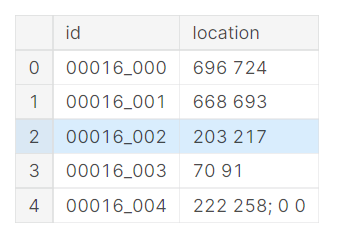 id location
0 00016_000 696 724
1 00016_001 668 693
2 00016_002 203 217
3 00016_003 70 91
4 00016_004 222 258; 0 0